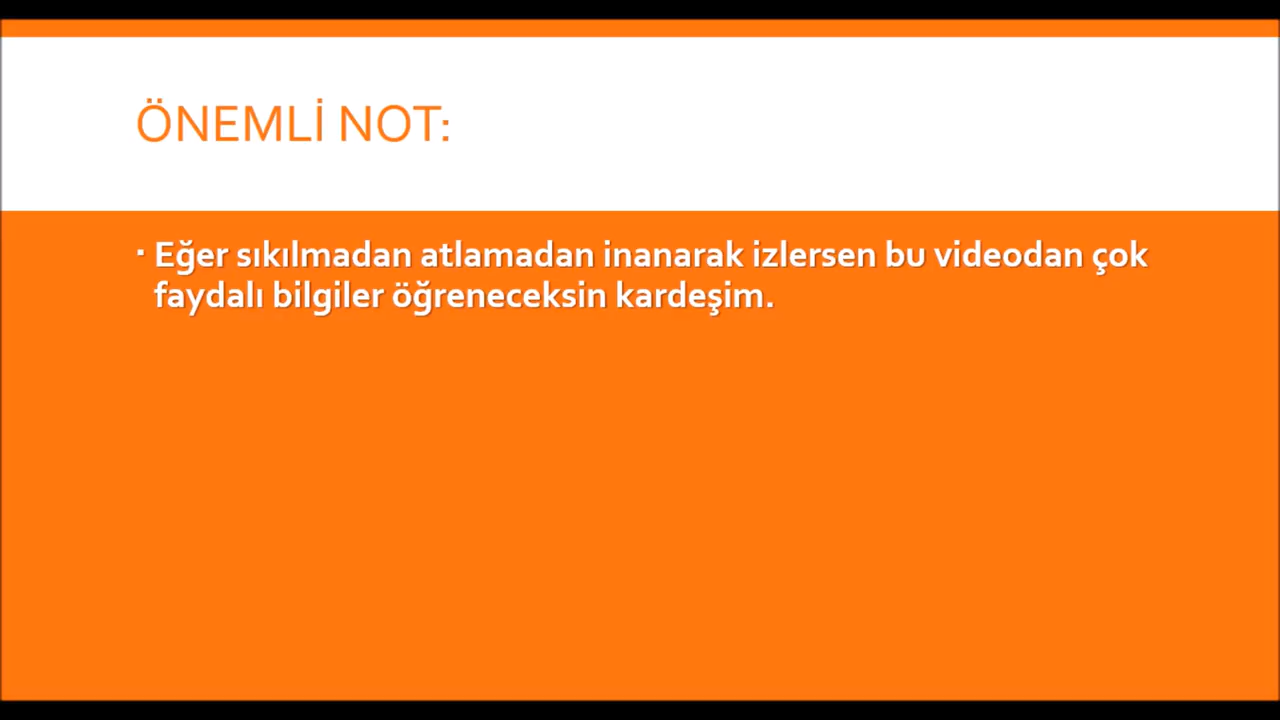 ÖNEMLİ NOT:
▪ Eğer sıkılmadan atlamadan inanarak izlersen bu videodan çok
faydalı bilgiler öğreneceksin kardeşim.